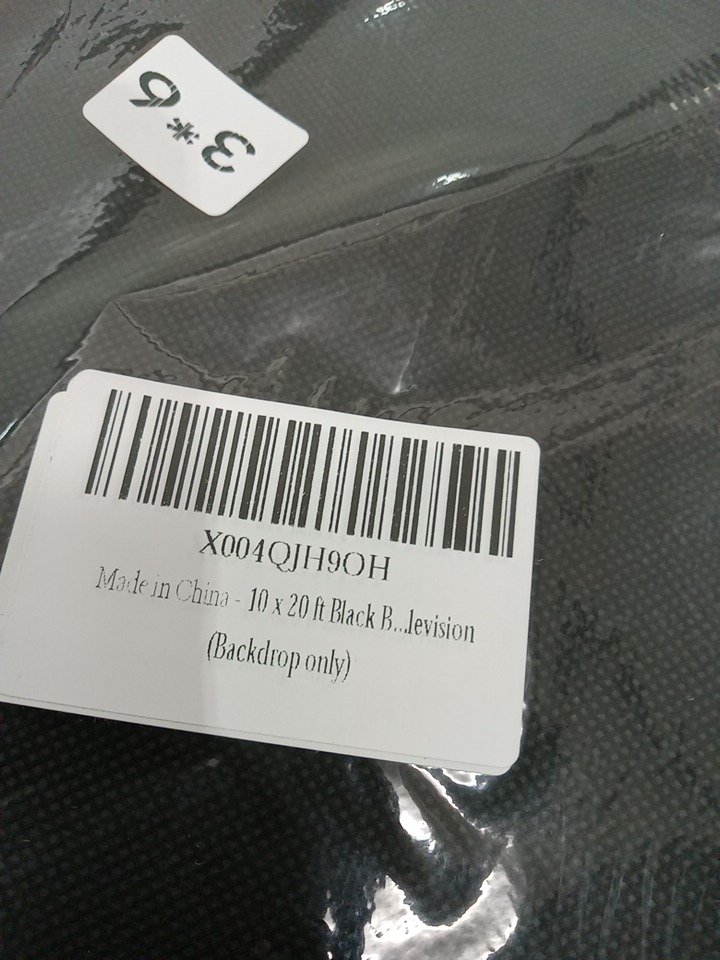 3*6
X004QJH9OH
Made in China - 10 x 20 ft Black B...levision
(Backdrop only)